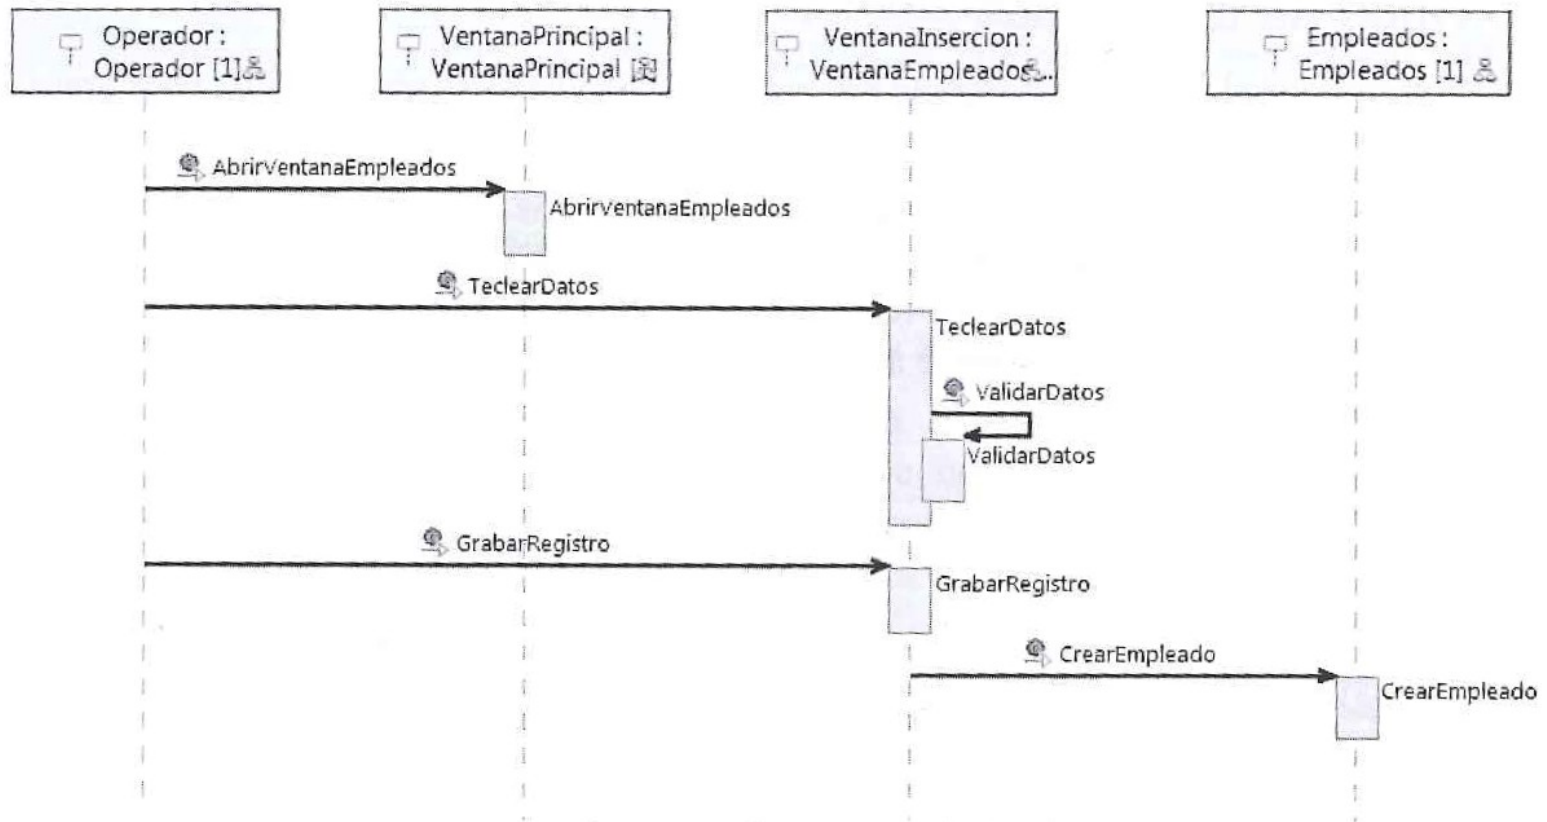 Operador :
Operador [1]
VentanaPrincipal :
VentanaPrincipal [
VentanaInsercion :
VentanaEmpleados...
Empleados :
Empleados [1]
AbrirVentanaEmpleados
AbrirVentanaEmpleados
TeclearDatos
TeclearDatos
ValidarDatos
ValidarDatos
GrabarRegistro
GrabarRegistro
CrearEmpleado
CrearEmpleado